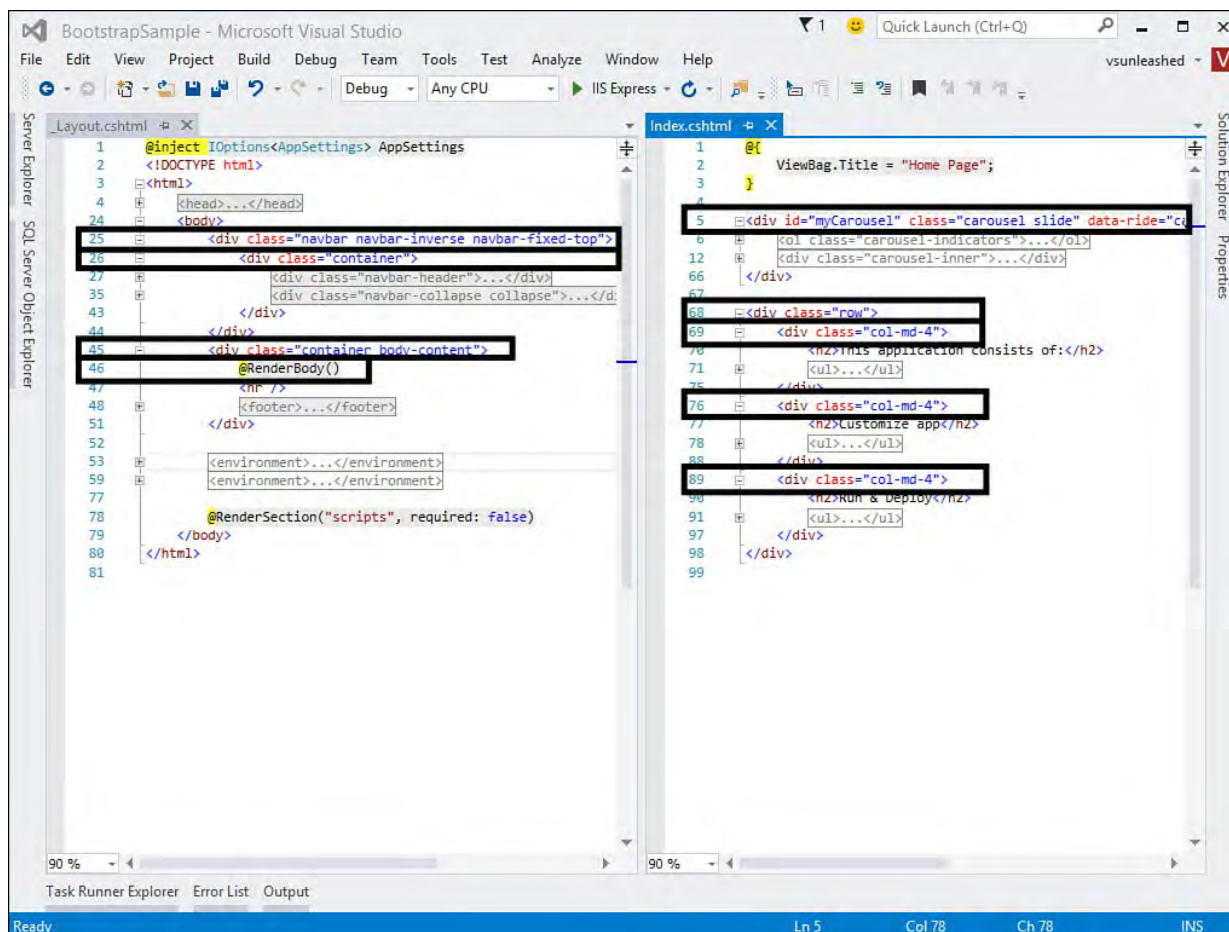 BootstrapSample - Microsoft Visual Studio
1
Quick Launch (Ctrl+Q)
File Edit View Project Build Debug Team Tools Test Analyze Window Help
vsunleashed
V
Debug Any CPU IIS Express
Server Explorer
SQL Server Object Explorer
_Layout.cshtml
1 @inject IOptions<AppSettings> AppSettings
2 <!DOCTYPE html>
3 <html>
4 <head>...</head>
24 <body>
25 <div class="navbar navbar-inverse navbar-fixed-top">
26 <div class="container">
27 <div class="navbar-header">...</div>
35 <div class="navbar-collapse collapse">...</d
43 </div>
44 </div>
45 <div class="container body-content">
46 @RenderBody()
47 <hr />
48 <footer>...</footer>
51 </div>
52
53 <environment>...</environment>
59 <environment>...</environment>
77
78 @RenderSection("scripts", required: false)
79 </body>
80 </html>
81
90 %
Index.cshtml
1 @{
2 ViewBag.Title = "Home Page";
3 }
4
5 <div id="myCarousel" class="carousel slide" data-ride="ca
6 <ol class="carousel-indicators">...</ol>
12 <div class="carousel-inner">...</div>
66 </div>
67
68 <div class="row">
69 <div class="col-md-4">
70 <h2>This application consists of:</h2>
71 <ul>...</ul>
75 </div>
76 <div class="col-md-4">
77 <h2>Customize app</h2>
78 <ul>...</ul>
88 </div>
89 <div class="col-md-4">
90 <h2>Run & Deploy</h2>
91 <ul>...</ul>
97 </div>
98 </div>
99
90 %
Solution Explorer
Properties
Task Runner Explorer Error List Output
Ready Ln 5 Col 78 Ch 78 INS